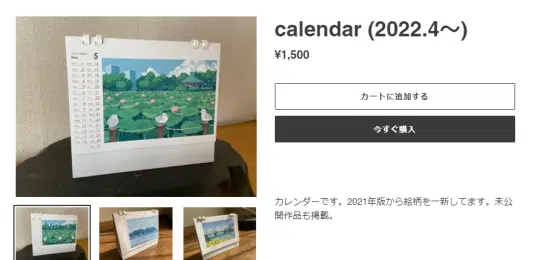 calendar (2022.4〜)
¥1,500
カートに追加する
今すぐ購入
カレンダーです。2021年版から絵柄を一新してます。未公
開作品も掲載。
5